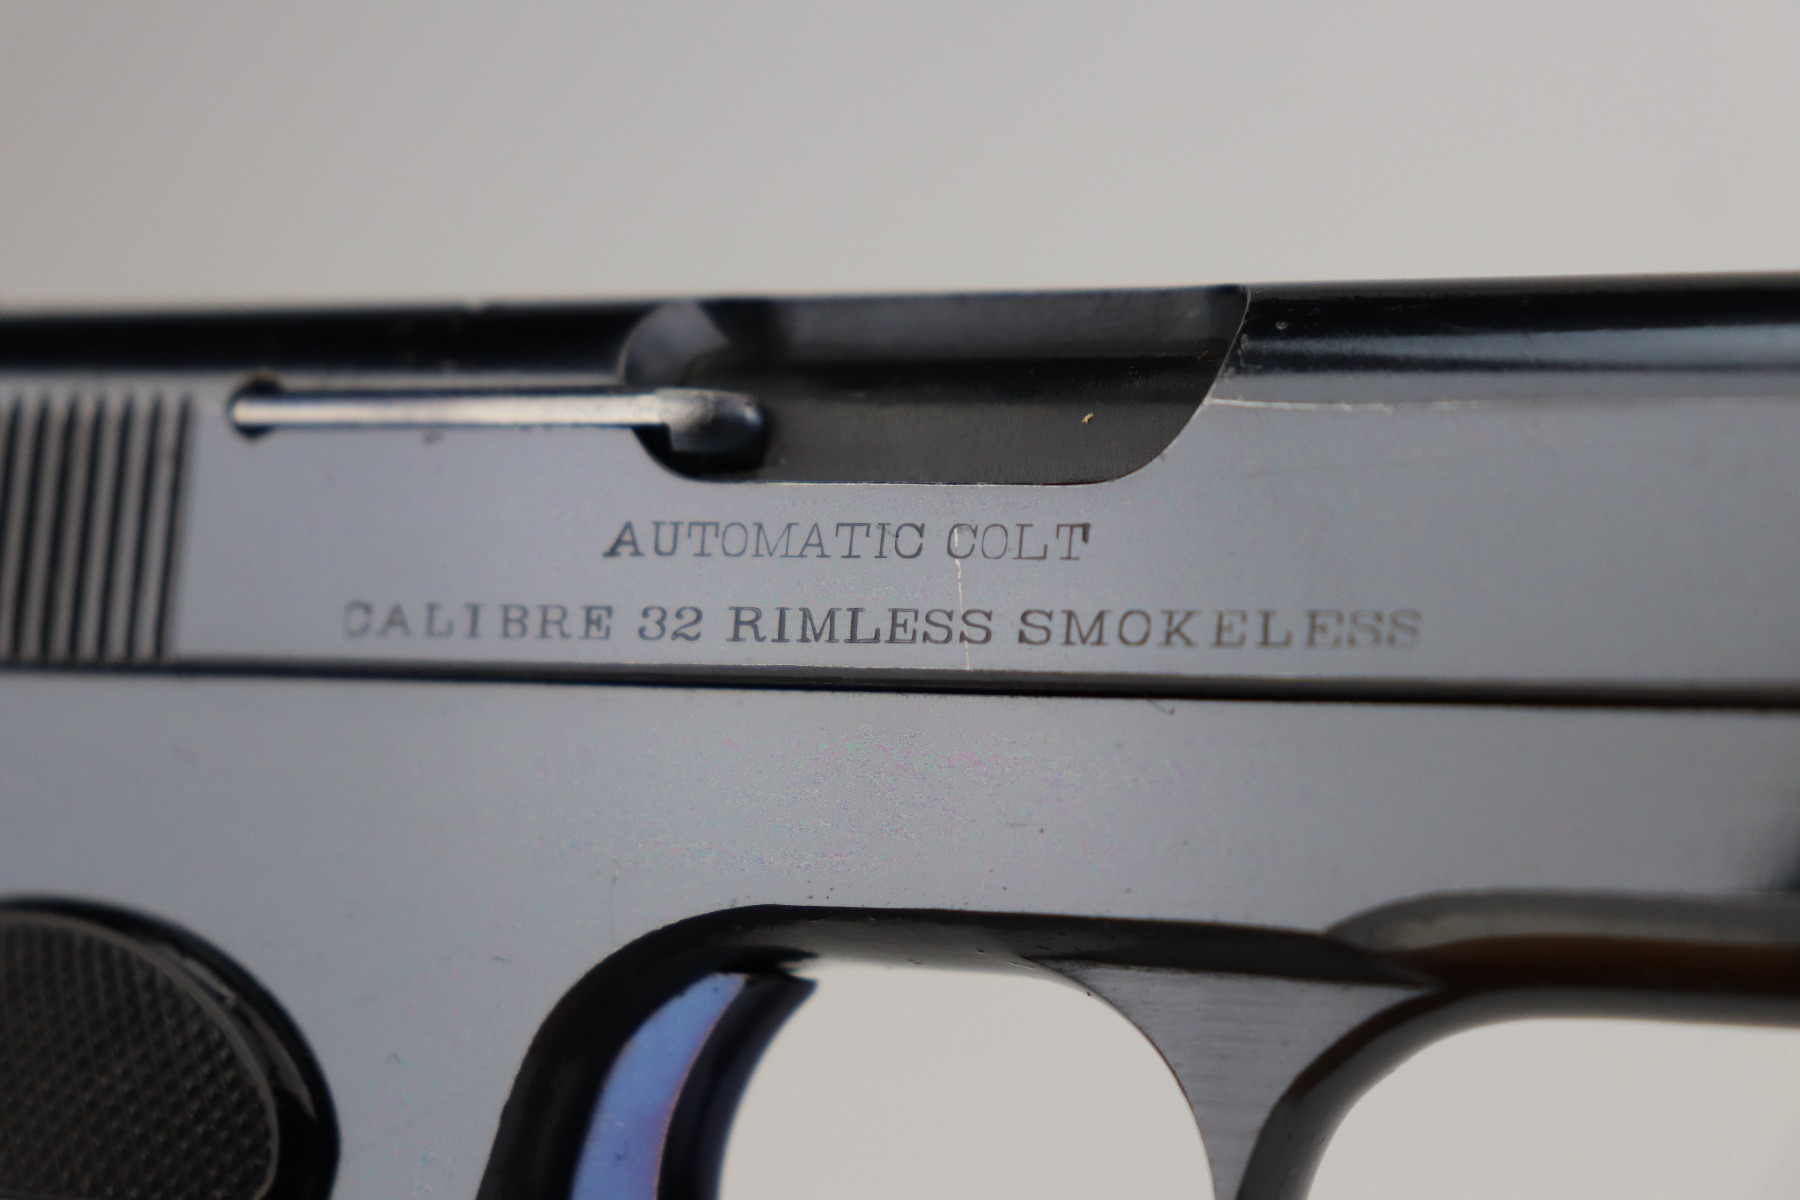 AUTOMATIC COLT
CALIBRE 32 RIMLESS SMOKELESS